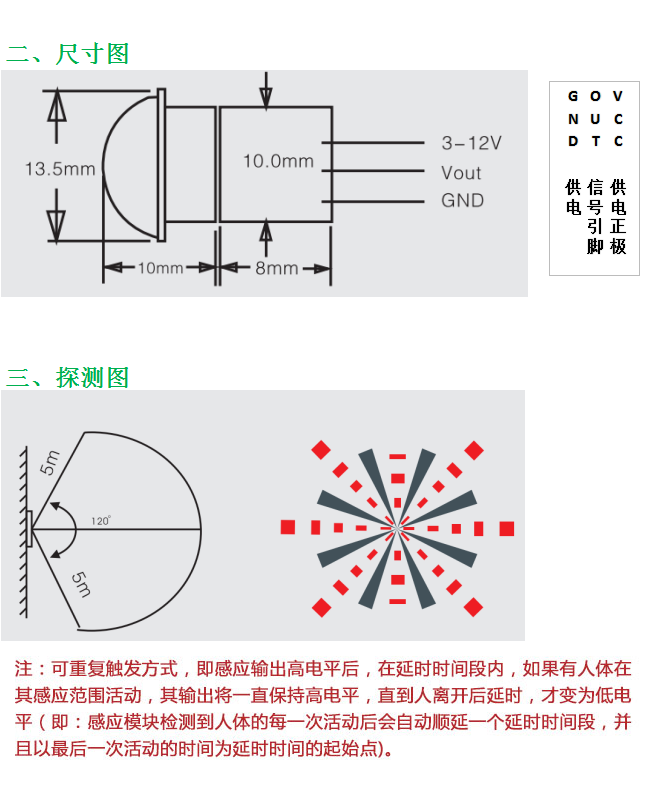 二、尺寸图
13.5mm
10.0mm
3-12V
Vout
GND
10mm
8mm
GND
OUT
VCC
供电
信号引脚
供电正极
三、探测图
5m
120°
5m
注：可重复触发方式，即感应输出高电平后，在延时时间段内，如果有人体在
其感应范围活动，其输出将一直保持高电平，直到人离开后延时，才变为低电
平（即：感应模块检测到人体的每一次活动后会自动顺延一个延时时间段，并
且以最后一次活动的时间为延时时间的起始点)。